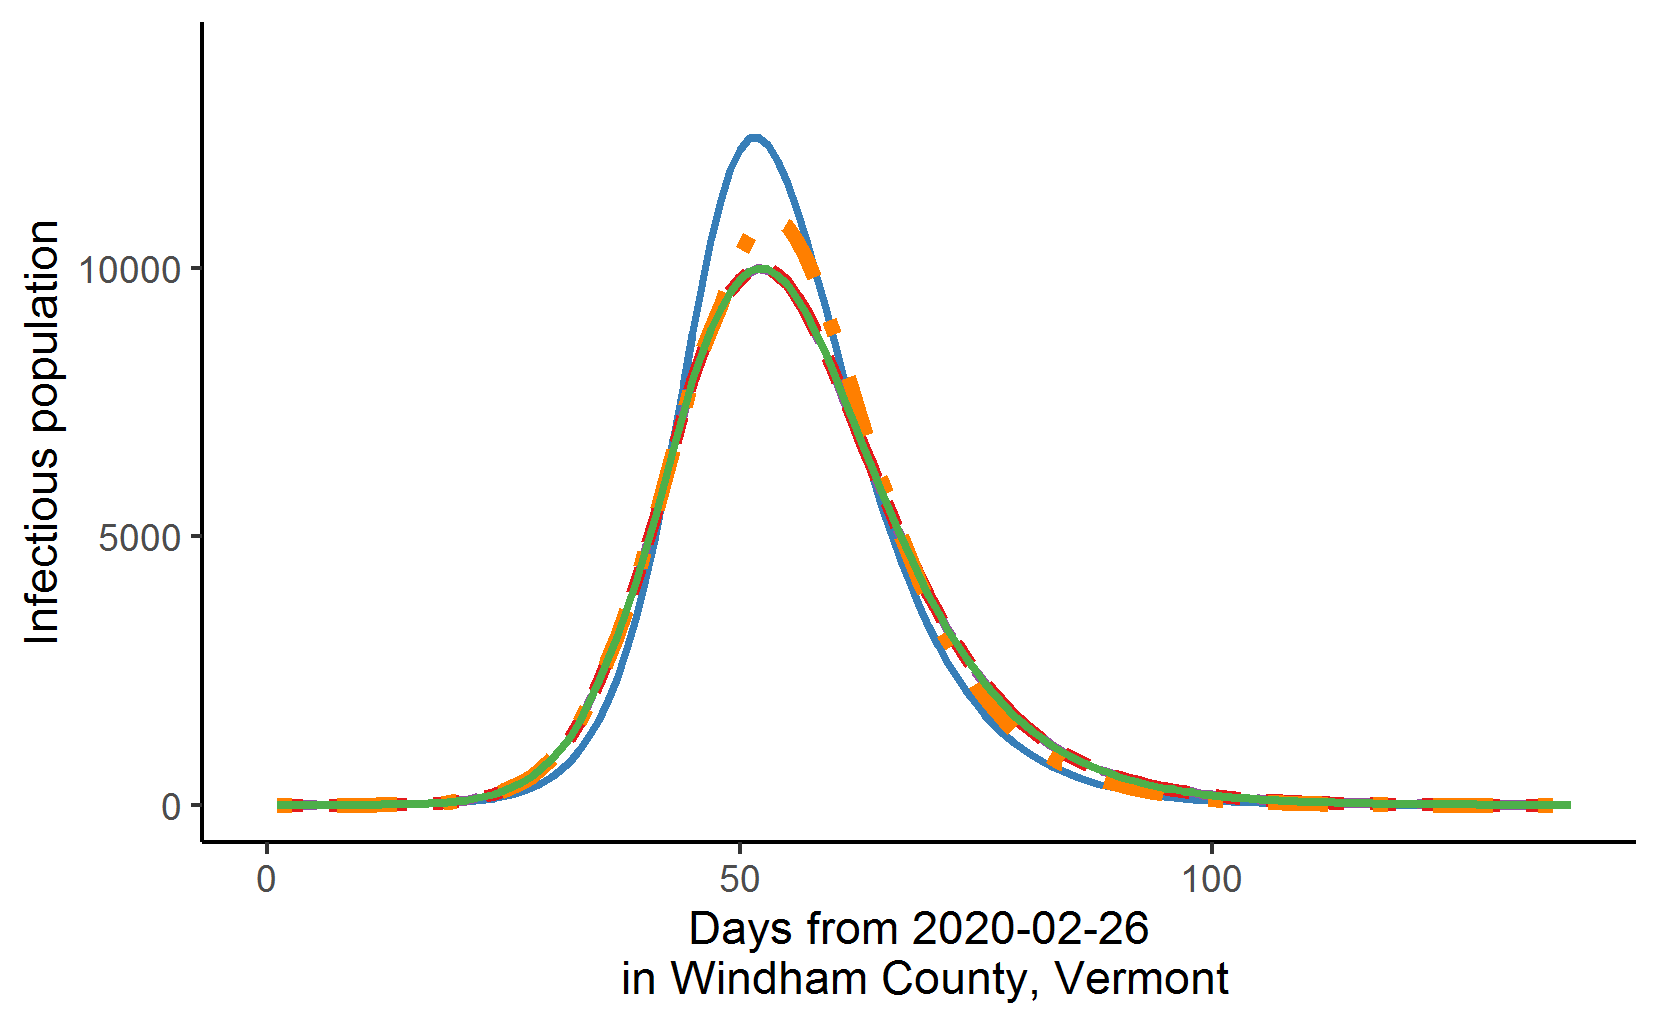 Infectious population
10000
5000
0
0 50 100
Days from 2020-02-26
in Windham County, Vermont